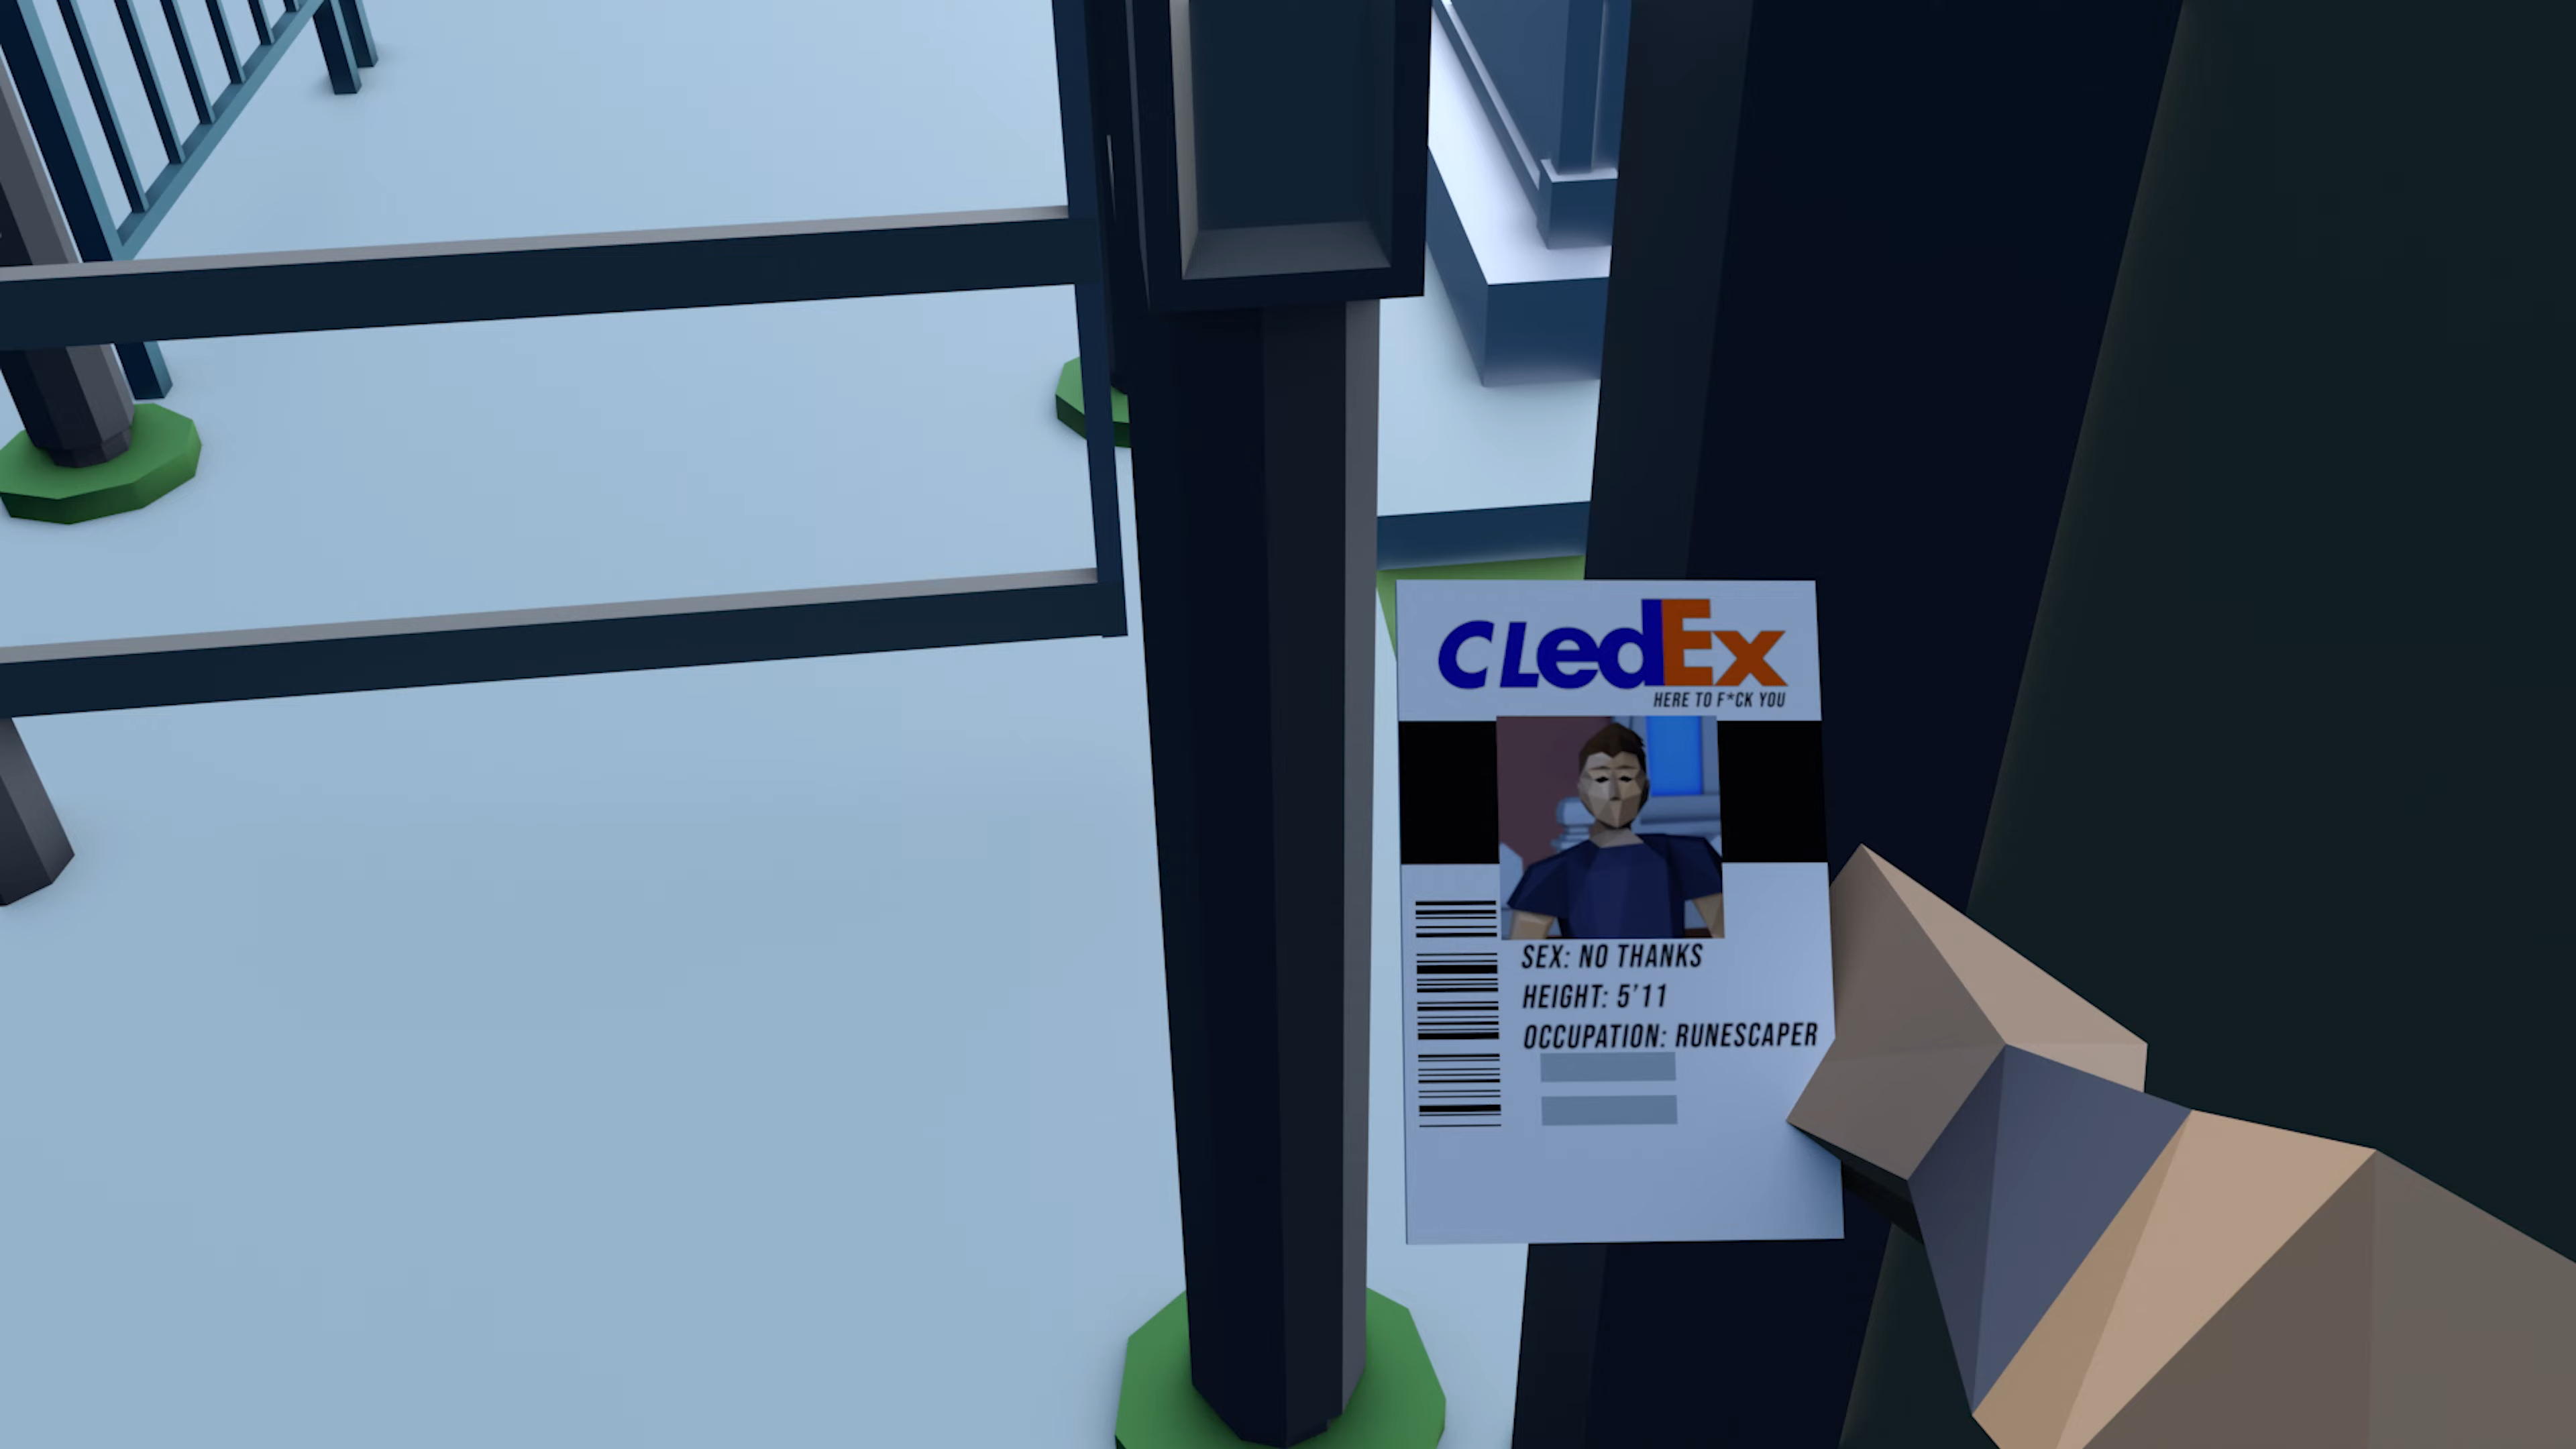 CLedEx
HERE TO F*CK YOU
SEX: NO THANKS
HEIGHT: 5'11
OCCUPATION: RUNESCAPER